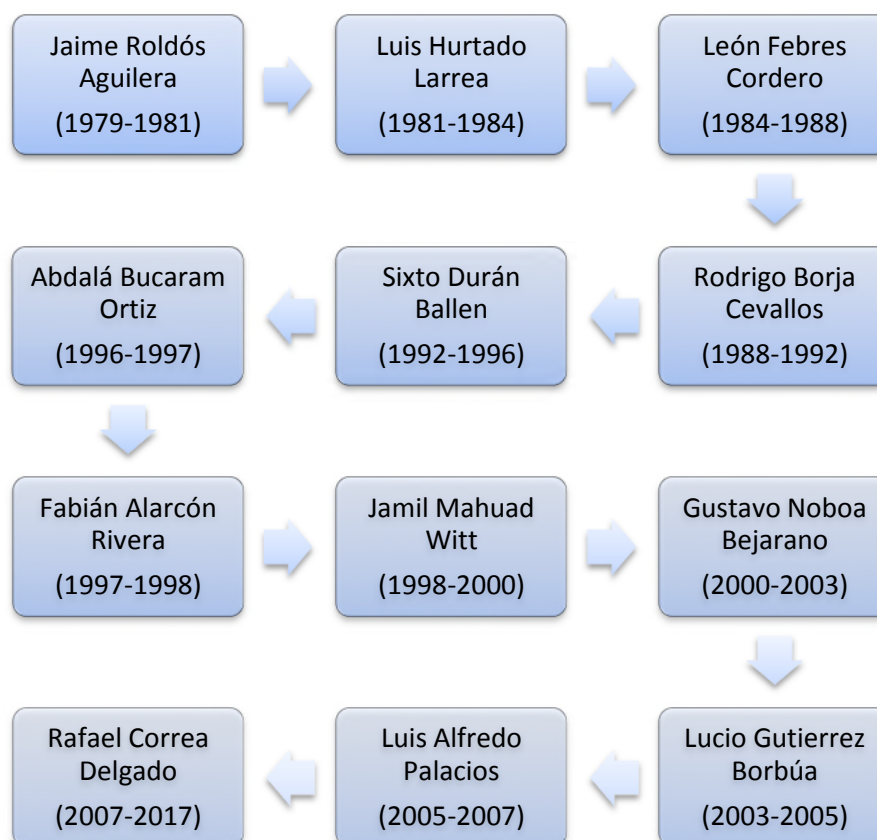 Jaime Roldós
Aguilera
(1979-1981)
Luis Hurtado
Larrea
(1981-1984)
León Febres
Cordero
(1984-1988)
Rodrigo Borja
Cevallos
(1988-1992)
Sixto Durán
Ballen
(1992-1996)
Abdalá Bucaram
Ortiz
(1996-1997)
Fabián Alarcón
Rivera
(1997-1998)
Jamil Mahuad
Witt
(1998-2000)
Gustavo Noboa
Bejarano
(2000-2003)
Lucio Gutierrez
Borbúa
(2003-2005)
Luis Alfredo
Palacios
(2005-2007)
Rafael Correa
Delgado
(2007-2017)